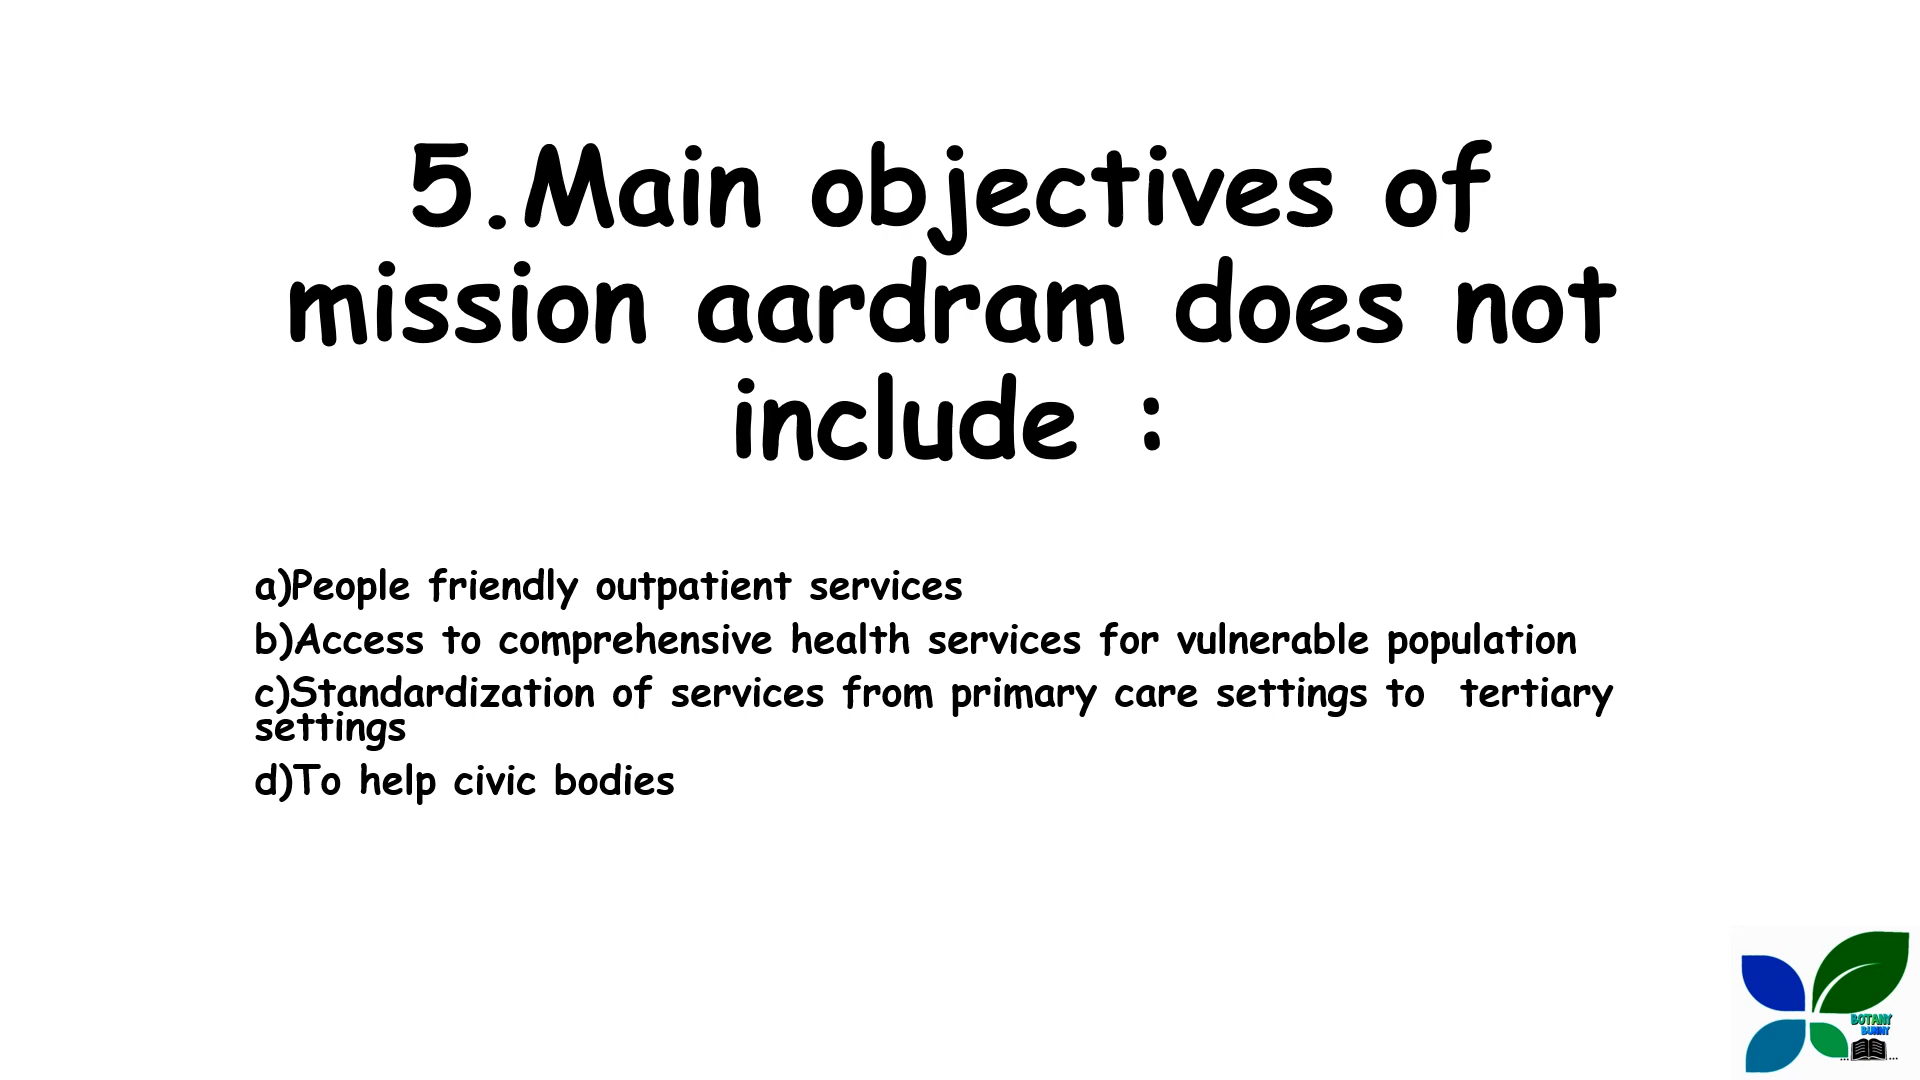 5.Main objectives of
mission aardram does not
include :
a)People friendly outpatient services
b)Access to comprehensive health services for vulnerable population
c)Standardization of services from primary care settings to tertiary
settings
d)To help civic bodies
BOTANY
BUNNY